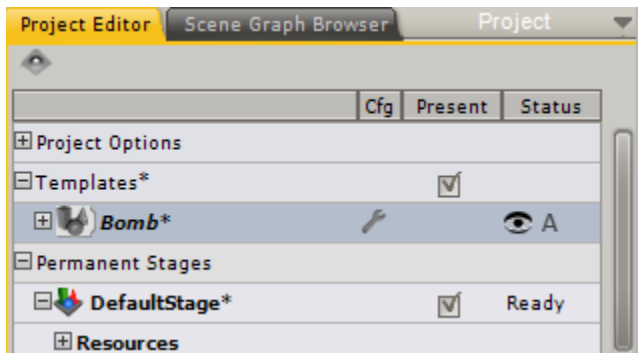 Project Editor Scene Graph Browser Project
Cfg Present Status
Project Options
Templates*
Bomb* A
Permanent Stages
DefaultStage* Ready
Resources